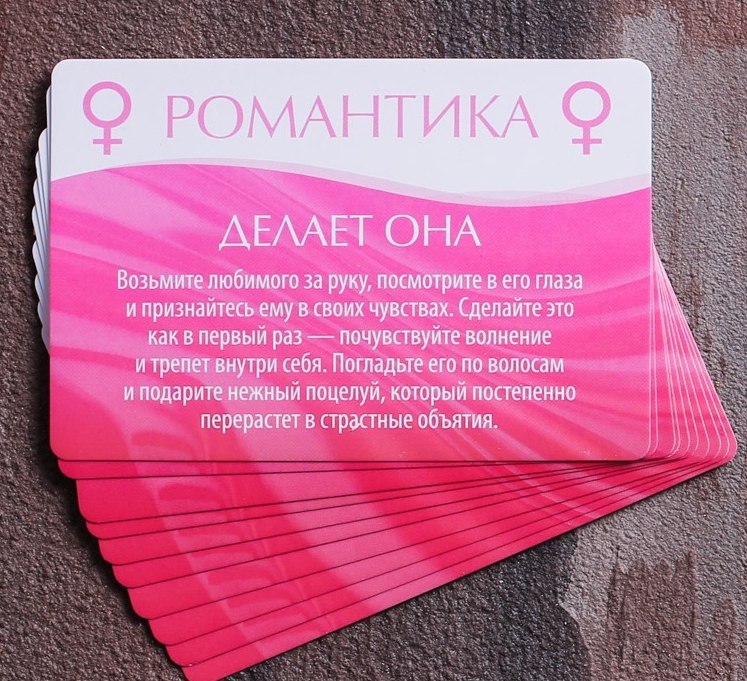 РОМАНТИКА
ДЕЛАЕТ ОНА
Возьмите любимого за руку, посмотрите в его глаза
и признайтесь ему в своих чувствах. Сделайте это
как в первый раз — почувствуйте волнение
и трепет внутри себя. Погладьте его по волосам
и подарите нежный поцелуй, который постепенно
перерастет в страстные объятия.